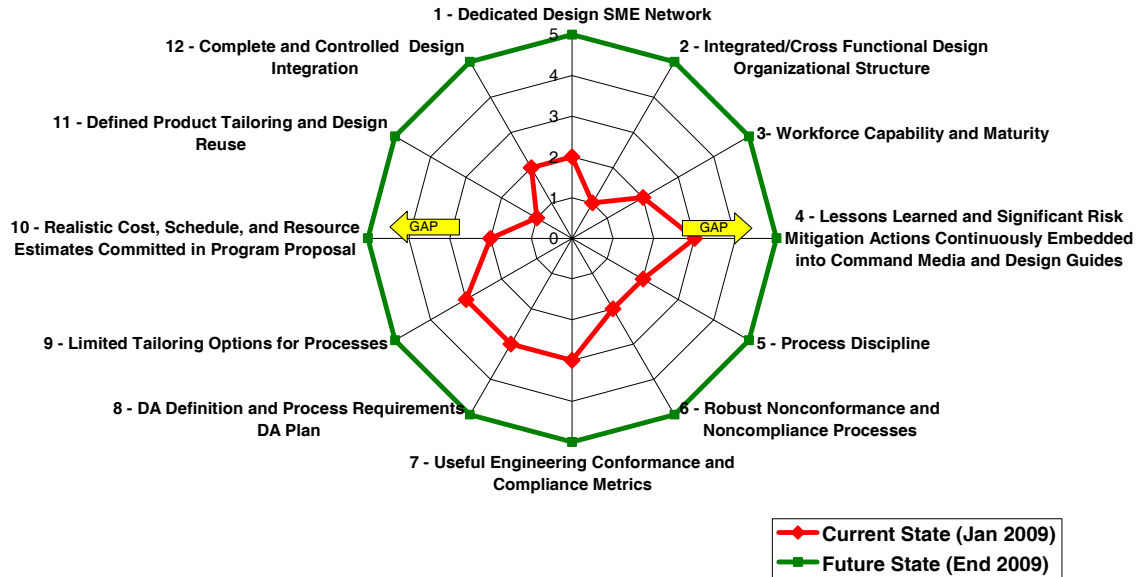 1 - Dedicated Design SME Network
2 - Integrated/Cross Functional Design
Organizational Structure
3- Workforce Capability and Maturity
4 - Lessons Learned and Significant Risk
Mitigation Actions Continuously Embedded
into Command Media and Design Guides
5 - Process Discipline
6 - Robust Nonconformance and
Noncompliance Processes
7 - Useful Engineering Conformance and
Compliance Metrics
8 - DA Definition and Process Requirements
DA Plan
9 - Limited Tailoring Options for Processes
10 - Realistic Cost, Schedule, and Resource
Estimates Committed in Program Proposal
11 - Defined Product Tailoring and Design
Reuse
12 - Complete and Controlled Design
Integration
5
4
3
2
1
0
GAP
GAP
Current State (Jan 2009)
Future State (End 2009)